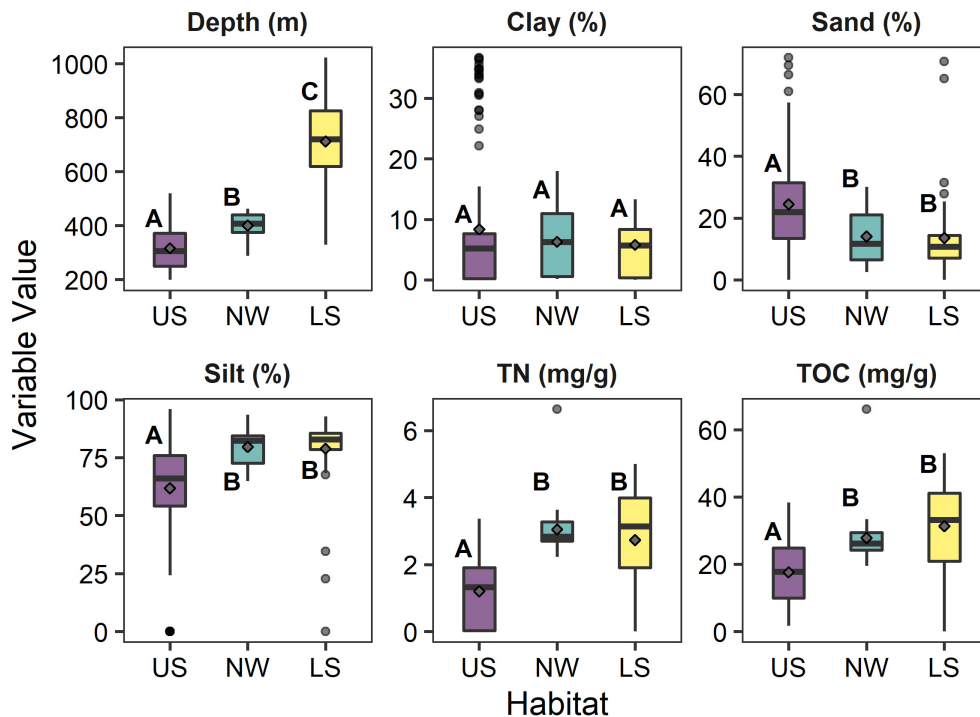 Depth (m) Clay (%) Sand (%)
1000
800
600
400
200
A B C
US NW LS
30
20
10
0
A A A
US NW LS
60
40
20
0
A B B
US NW LS
Variable Value
Silt (%) TN (mg/g) TOC (mg/g)
100
75
50
25
0
A B B
US NW LS
6
4
2
0
A B B
US NW LS
60
40
20
0
A B B
US NW LS
Habitat